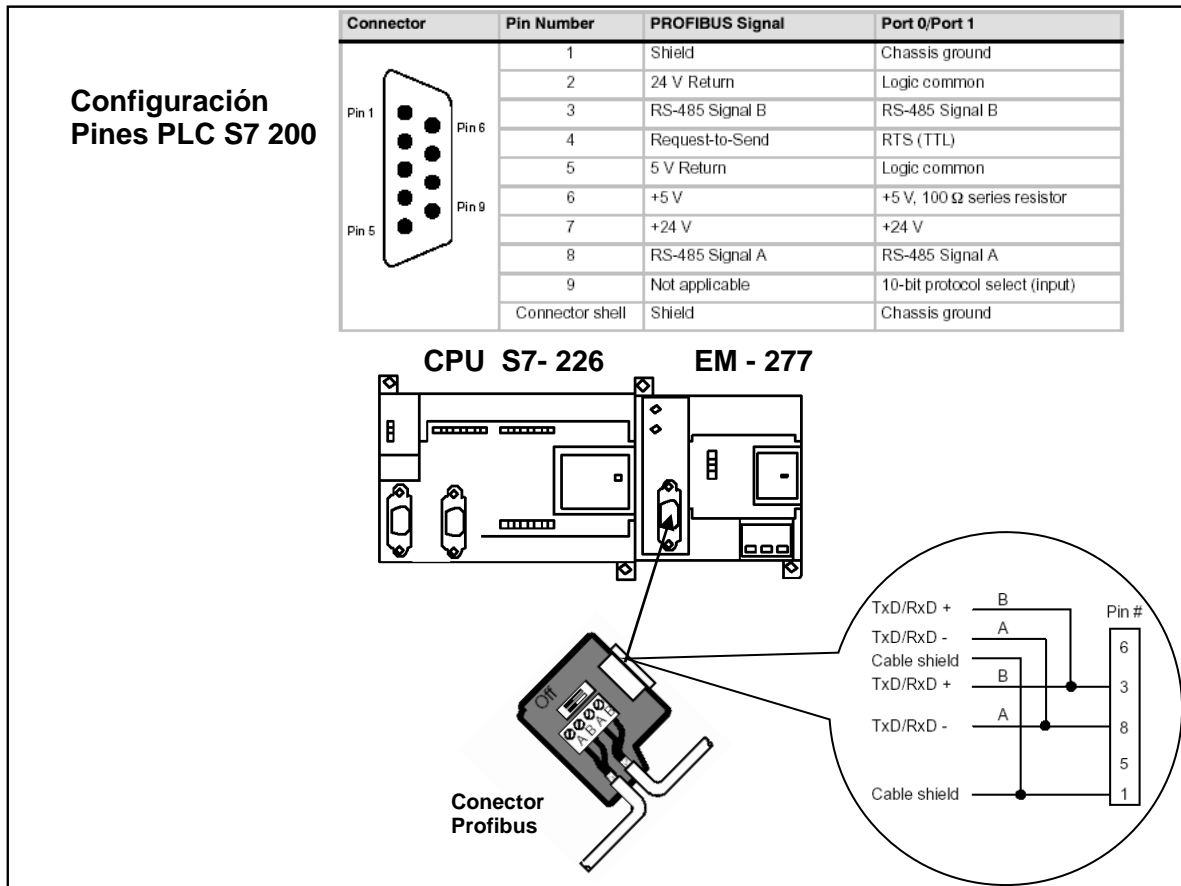 Connector Pin Number PROFIBUS Signal Port 0/Port 1
1 Shield Chassis ground
2 24 V Return Logic common
3 RS-485 Signal B RS-485 Signal B
4 Request-to-Send RTS (TTL)
5 5 V Return Logic common
6 +5 V +5 V, 100 Ω series resistor
7 +24 V +24 V
8 RS-485 Signal A RS-485 Signal A
9 Not applicable 10-bit protocol select (input)
Connector shell Shield Chassis ground
Configuración
Pines PLC S7 200
Pin 1
Pin 6
Pin 9
Pin 5
CPU S7- 226 EM - 277
TxD/RxD + B
Pin #
TxD/RxD - A
6
Cable shield
TxD/RxD + B
3
TxD/RxD - A
8
5
Cable shield
1
Off
A B A B
Conector
Profibus